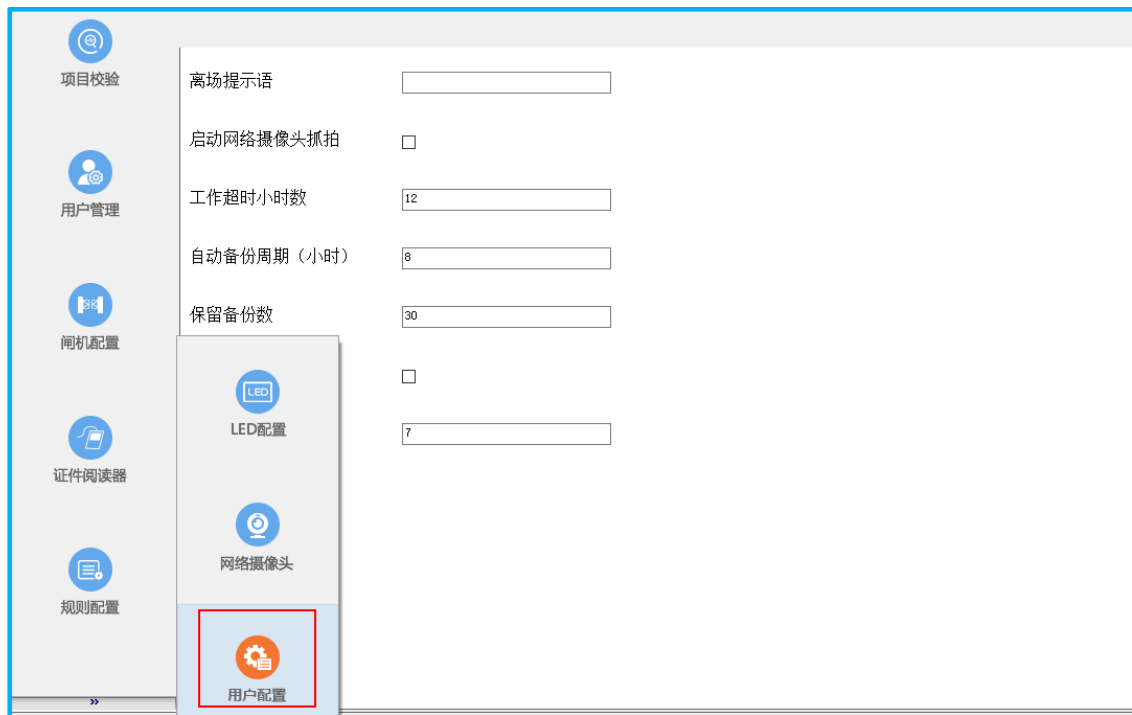 项目校验
用户管理
闸机配置
证件阅读器
规则配置
»
离场提示语
启动网络摄像头抓拍
工作超时小时数 12
自动备份周期（小时） 8
保留备份数 30
7
LED
LED配置
网络摄像头
用户配置